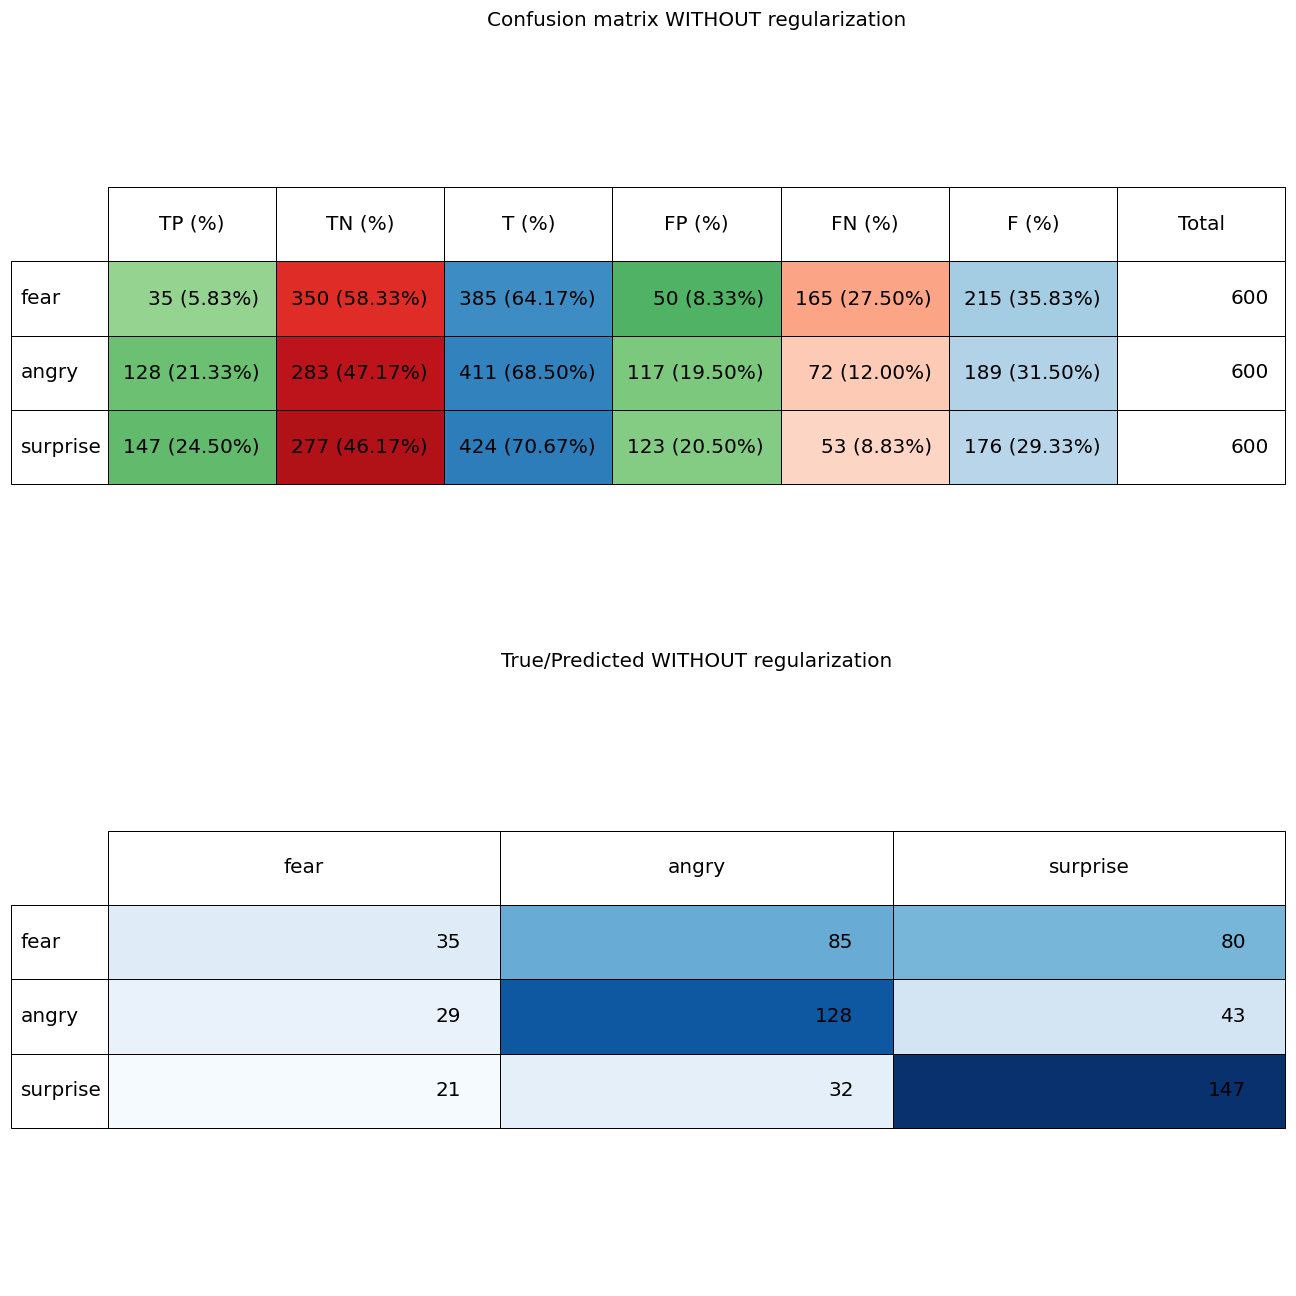 Confusion matrix WITHOUT regularization
TP (%) TN (%) T (%) FP (%) FN (%) F (%) Total
fear 35 (5.83%) 350 (58.33%) 385 (64.17%) 50 (8.33%) 165 (27.50%) 215 (35.83%) 600
angry 128 (21.33%) 283 (47.17%) 411 (68.50%) 117 (19.50%) 72 (12.00%) 189 (31.50%) 600
surprise 147 (24.50%) 277 (46.17%) 424 (70.67%) 123 (20.50%) 53 (8.83%) 176 (29.33%) 600
True/Predicted WITHOUT regularization
fear angry surprise
fear 35 85 80
angry 29 128 43
surprise 21 32 147